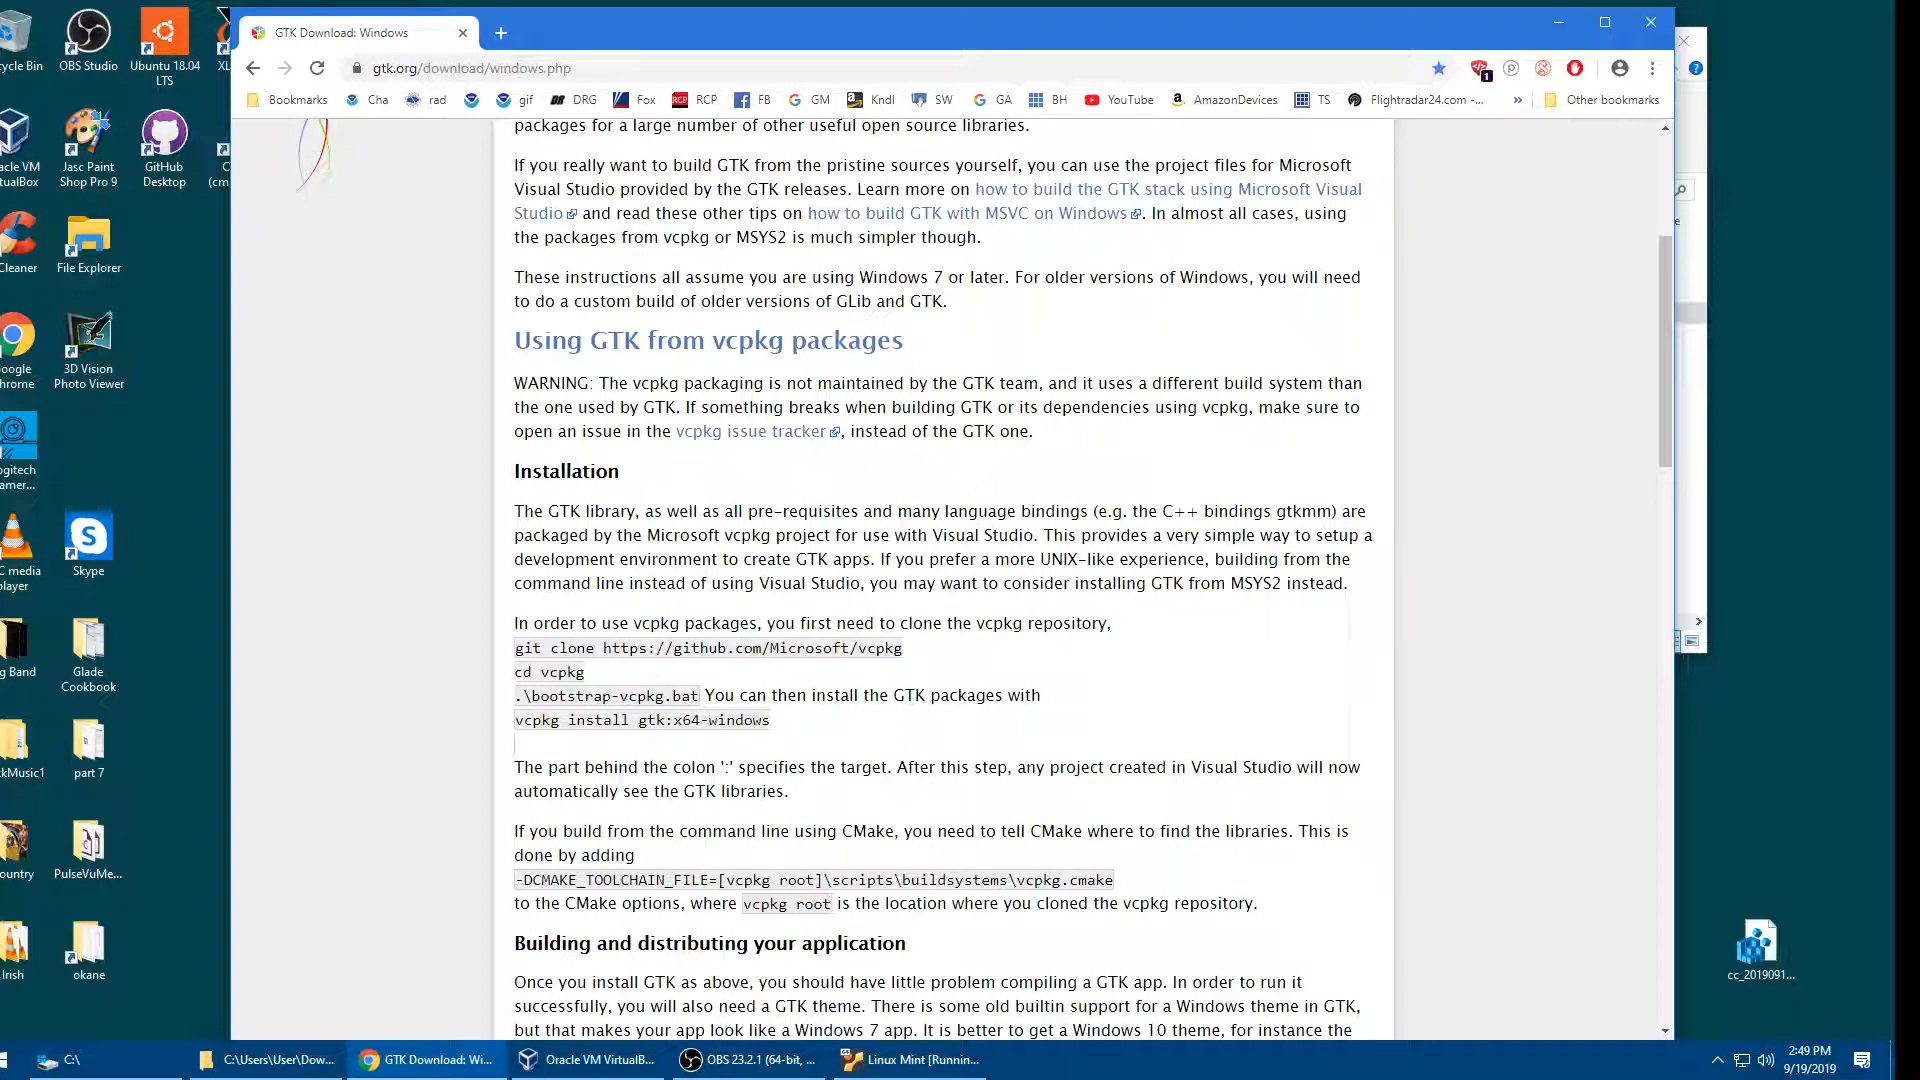 GTK Download: Windows
gtk.org/download/windows.php
1
Bookmarks Cha rad gif DRG Fox RCP FB GM Kndl SW GA BH YouTube AmazonDevices TS Flightradar24.com -... » Other bookmarks
packages for a large number of other useful open source libraries.
If you really want to build GTK from the pristine sources yourself, you can use the project files for Microsoft
Visual Studio provided by the GTK releases. Learn more on how to build the GTK stack using Microsoft Visual
Studio and read these other tips on how to build GTK with MSVC on Windows. In almost all cases, using
the packages from vcpkg or MSYS2 is much simpler though.
These instructions all assume you are using Windows 7 or later. For older versions of Windows, you will need
to do a custom build of older versions of GLib and GTK.
Using GTK from vcpkg packages
WARNING: The vcpkg packaging is not maintained by the GTK team, and it uses a different build system than
the one used by GTK. If something breaks when building GTK or its dependencies using vcpkg, make sure to
open an issue in the vcpkg issue tracker, instead of the GTK one.
Installation
The GTK library, as well as all pre-requisites and many language bindings (e.g. the C++ bindings gtkmm) are
packaged by the Microsoft vcpkg project for use with Visual Studio. This provides a very simple way to setup a
development environment to create GTK apps. If you prefer a more UNIX-like experience, building from the
command line instead of using Visual Studio, you may want to consider installing GTK from MSYS2 instead.
In order to use vcpkg packages, you first need to clone the vcpkg repository,
git clone https://github.com/Microsoft/vcpkg
cd vcpkg
.\bootstrap-vcpkg.bat You can then install the GTK packages with
vcpkg install gtk:x64-windows
The part behind the colon ':' specifies the target. After this step, any project created in Visual Studio will now
automatically see the GTK libraries.
If you build from the command line using CMake, you need to tell CMake where to find the libraries. This is
done by adding
-DCMAKE_TOOLCHAIN_FILE=[vcpkg root]\scripts\buildsystems\vcpkg.cmake
to the CMake options, where vcpkg root is the location where you cloned the vcpkg repository.
Building and distributing your application
Once you install GTK as above, you should have little problem compiling a GTK app. In order to run it
successfully, you will also need a GTK theme. There is some old builtin support for a Windows theme in GTK,
but that makes your app look like a Windows 7 app. It is better to get a Windows 10 theme, for instance the
ycle Bin
OBS Studio
Ubuntu 18.04
LTS
XL
acle VM
tualBox
Jasc Paint
Shop Pro 9
GitHub
Desktop
C
(cm
Cleaner
File Explorer
oogle
hrome
3D Vision
Photo Viewer
ogitech
amer...
C media
player
Skype
g Band
Glade
Cookbook
ckMusic1
part 7
ountry
PulseVuMe...
Irish
okane
cc_2019091...
C:\
C:\Users\User\Dow...
GTK Download: Wi...
Oracle VM VirtualB...
OBS 23.2.1 (64-bit, ...
Linux Mint [Runnin...
2:49 PM
9/19/2019